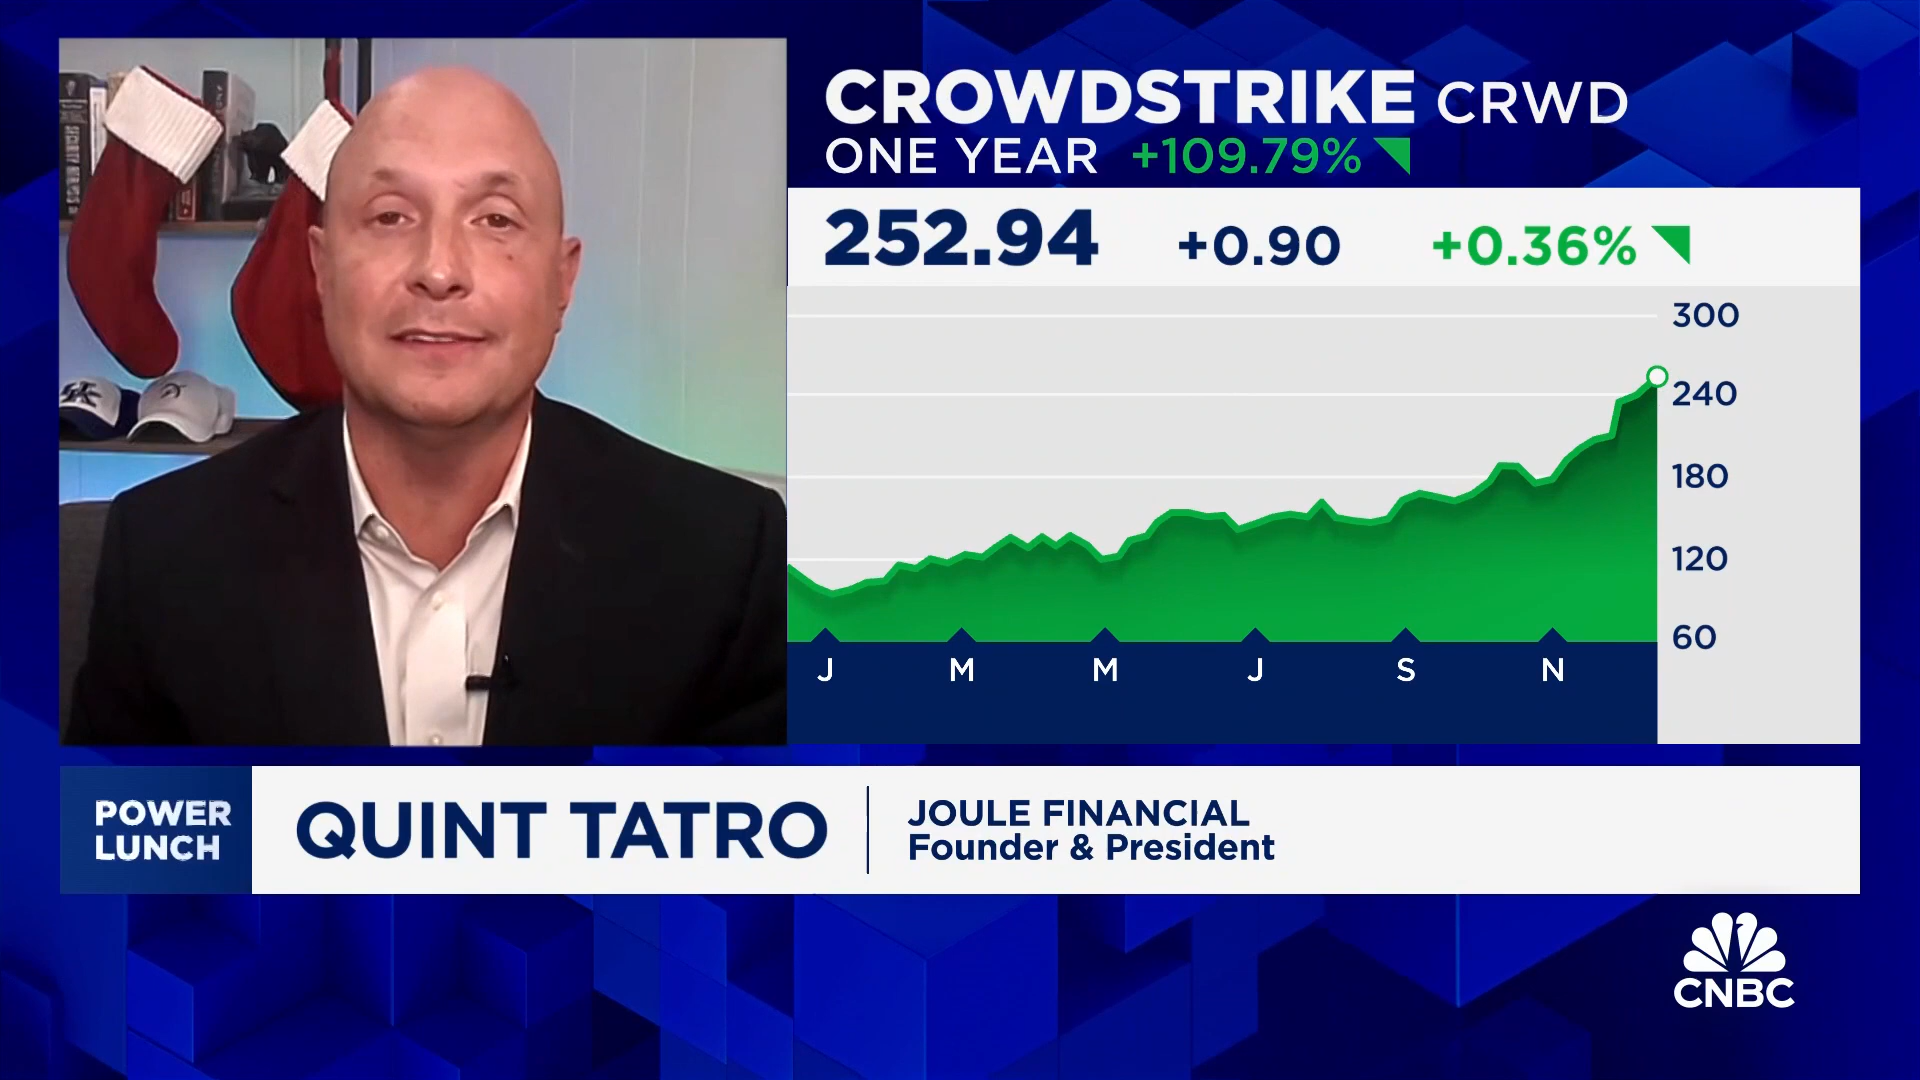 CROWDSTRIKE CRWD
ONE YEAR +109.79%
252.94 +0.90 +0.36%
300
240
180
120
60
J M M J S N
POWER
LUNCH
QUINT TATRO
JOULE FINANCIAL
Founder & President
CNBC